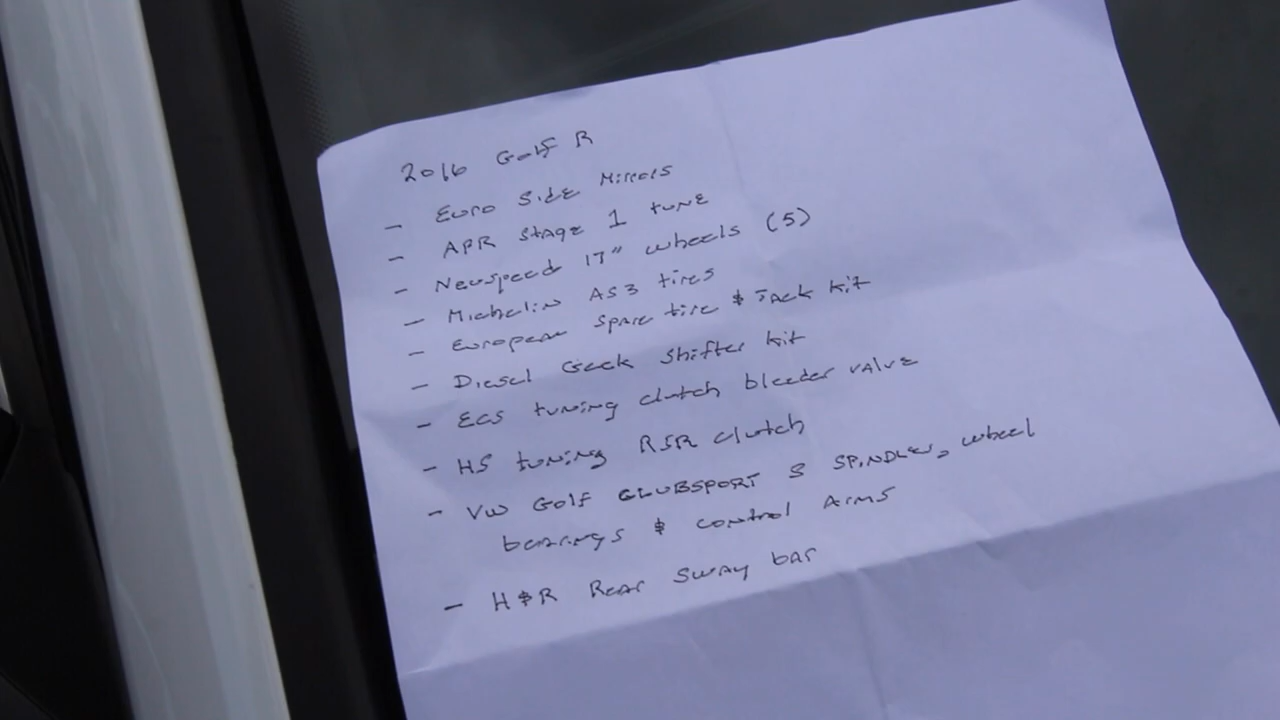 2016 Golf R
- Euro Side Mirrors
- APR Stage 1 tune
- Neuspeed 17" wheels (5)
- Michelin AS3 tires
- European Spare tire & Jack Kit
- Diesel Geek Shifter kit
- ECS tuning clutch bleeder valve
- HS tuning RSR clutch
- VW Golf CLUBSPORT S SPINDLES, wheel
bearings & control Arms
- H&R Rear Sway bar